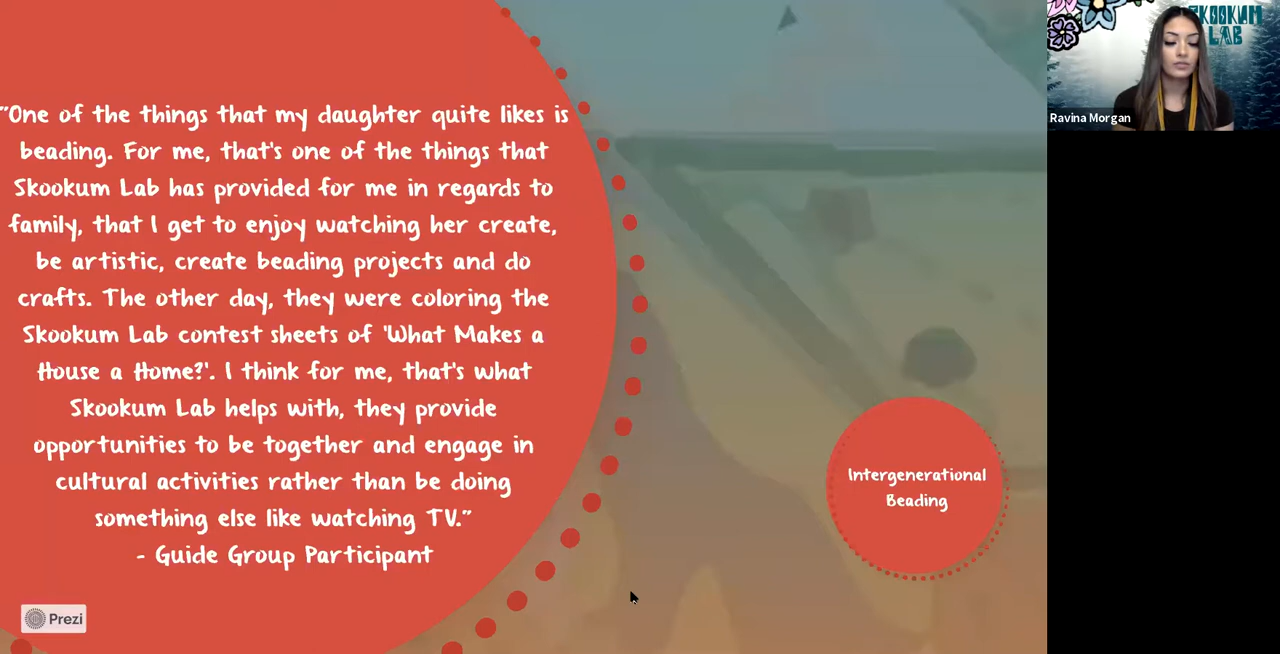 "One of the things that my daughter quite likes is
beading. For me, that's one of the things that
Skookum Lab has provided for me in regards to
family, that I get to enjoy watching her create,
be artistic, create beading projects and do
crafts. The other day, they were coloring the
Skookum Lab contest sheets of 'What Makes a
House a Home?'. I think for me, that's what
Skookum Lab helps with, they provide
opportunities to be together and engage in
cultural activities rather than be doing
something else like watching TV."
- Guide Group Participant
Prezi
Intergenerational
Beading
SKOOKUM
LAB
Ravina Morgan